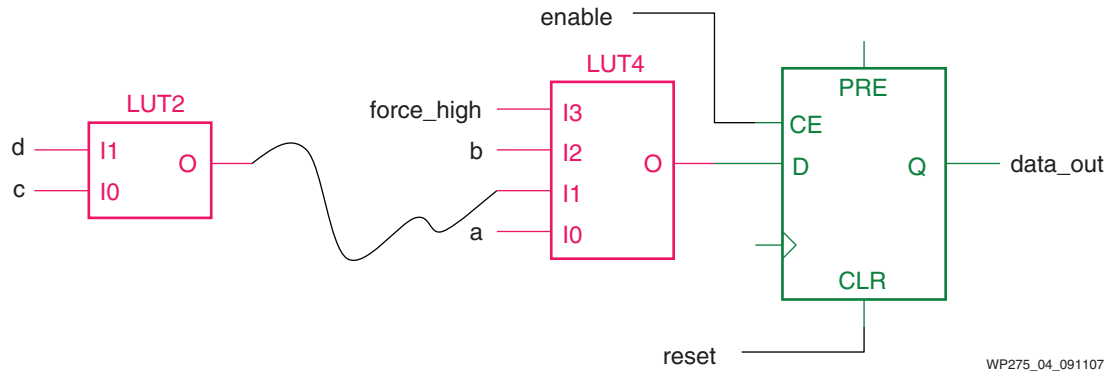 enable
LUT4
PRE
LUT2
force_high
I3
CE
d
I1
b
I2
O
O
D
Q
data_out
c
I0
I1
a
I0
CLR
reset
WP275_04_091107